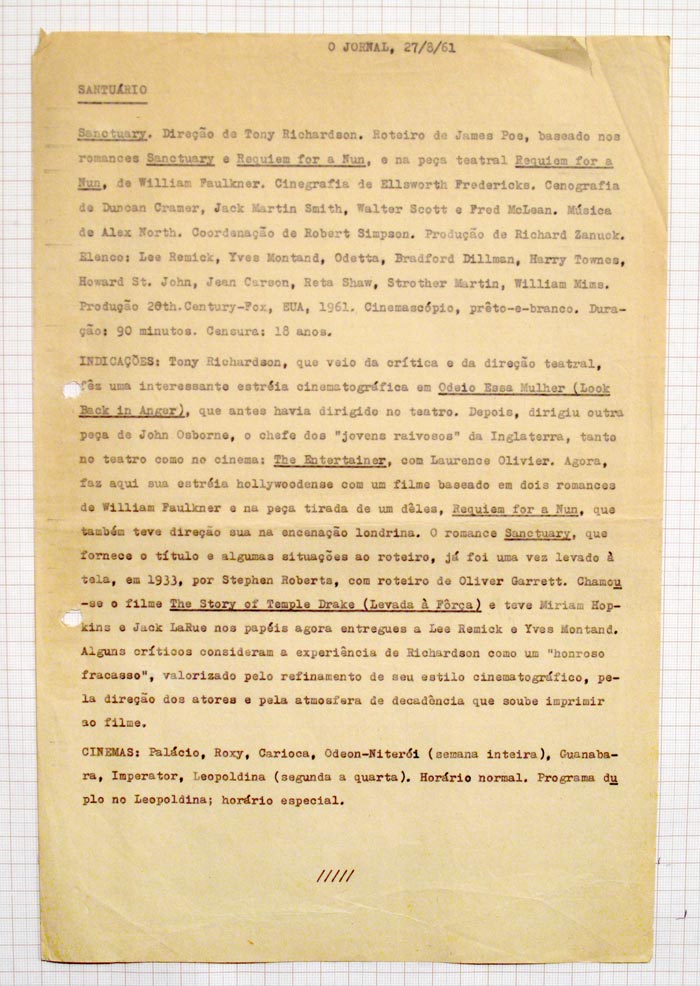 O JORNAL, 27/8/61
SANTUÁRIO
Sanctuary. Direção de Tony Richardson. Roteiro de James Poe, baseado nos
romances Sanctuary e Requiem for a Nun, e na peça teatral Requiem for a
Nun, de William Faulkner. Cinegrafia de Ellsworth Fredericks. Cenografia
de Duncan Cramer, Jack Martin Smith, Walter Scott e Fred McLean. Música
de Alex North. Coordenação de Robert Simpson. Produção de Richard Zanuck.
Elenco: Lee Remick, Yves Montand, Odetta, Bradford Dillman, Harry Townes,
Howard St. John, Jean Carson, Reta Shaw, Strother Martin, William Mims.
Produção 20th.Century-Fox, EUA, 1961. Cinemascópio, prêto-e-branco. Dura-
ção: 90 minutos. Censura: 18 anos.
INDICAÇÕES: Tony Richardson, que veio da crítica e da direção teatral,
fêz uma interessante estréia cinematográfica em Odeio Essa Mulher (Look
Back in Anger), que antes havia dirigido no teatro. Depois, dirigiu outra
peça de John Osborne, o chefe dos "jovens raivosos" da Inglaterra, tanto
no teatro como no cinema: The Entertainer, com Laurence Olivier. Agora,
faz aqui sua estréia hollywoodense com um filme baseado em dois romances
de William Faulkner e na peça tirada de um dêles, Requiem for a Nun, que
também teve direção sua na encenação londrina. O romance Sanctuary, que
fornece o título e algumas situações ao roteiro, já foi uma vez levado à
tela, em 1933, por Stephen Roberts, com roteiro de Oliver Garrett. Chamou
-se o filme The Story of Temple Drake (Levada à Fôrça) e teve Miriam Hop-
kins e Jack LaRue nos papéis agora entregues a Lee Remick e Yves Montand.
Alguns críticos consideram a experiência de Richardson como um "honroso
fracasso", valorizado pelo refinamento de seu estilo cinematográfico, pe-
la direção dos atores e pela atmosfera de decadência que soube imprimir
ao filme.
CINEMAS: Palácio, Roxy, Carioca, Odeon-Niterói (semana inteira), Guanaba-
ra, Imperator, Leopoldina (segunda a quarta). Horário normal. Programa du
plo no Leopoldina; horário especial.
/////